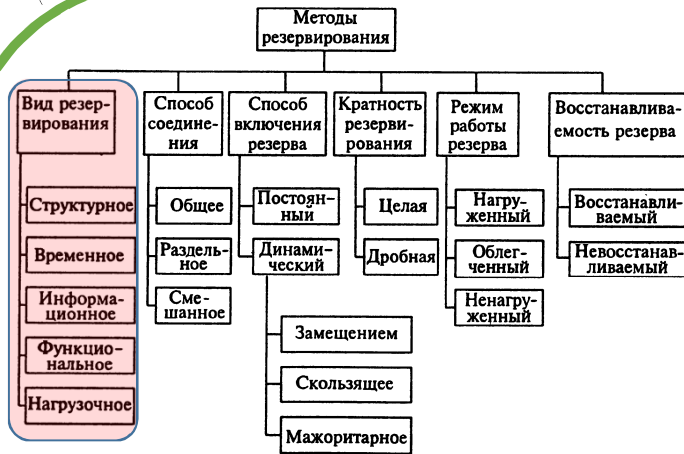 Методы
резервирования
Вид резер-
вирования
Структурное
Временное
Информа-
ционное
Функцио-
нальное
Нагрузочное
Способ
соедине-
ния
Общее
Раздель-
ное
Сме-
шанное
Способ
включения
резерва
Постоян-
ный
Динами-
ческий
Замещением
Скользящее
Мажоритарное
Кратность
резерви-
рования
Целая
Дробная
Режим
работы
резерва
Нагру-
женный
Облег-
ченный
Ненагру-
женный
Восстанавлива-
емость резерва
Восстанавли-
ваемый
Невосстанав-
ливаемый